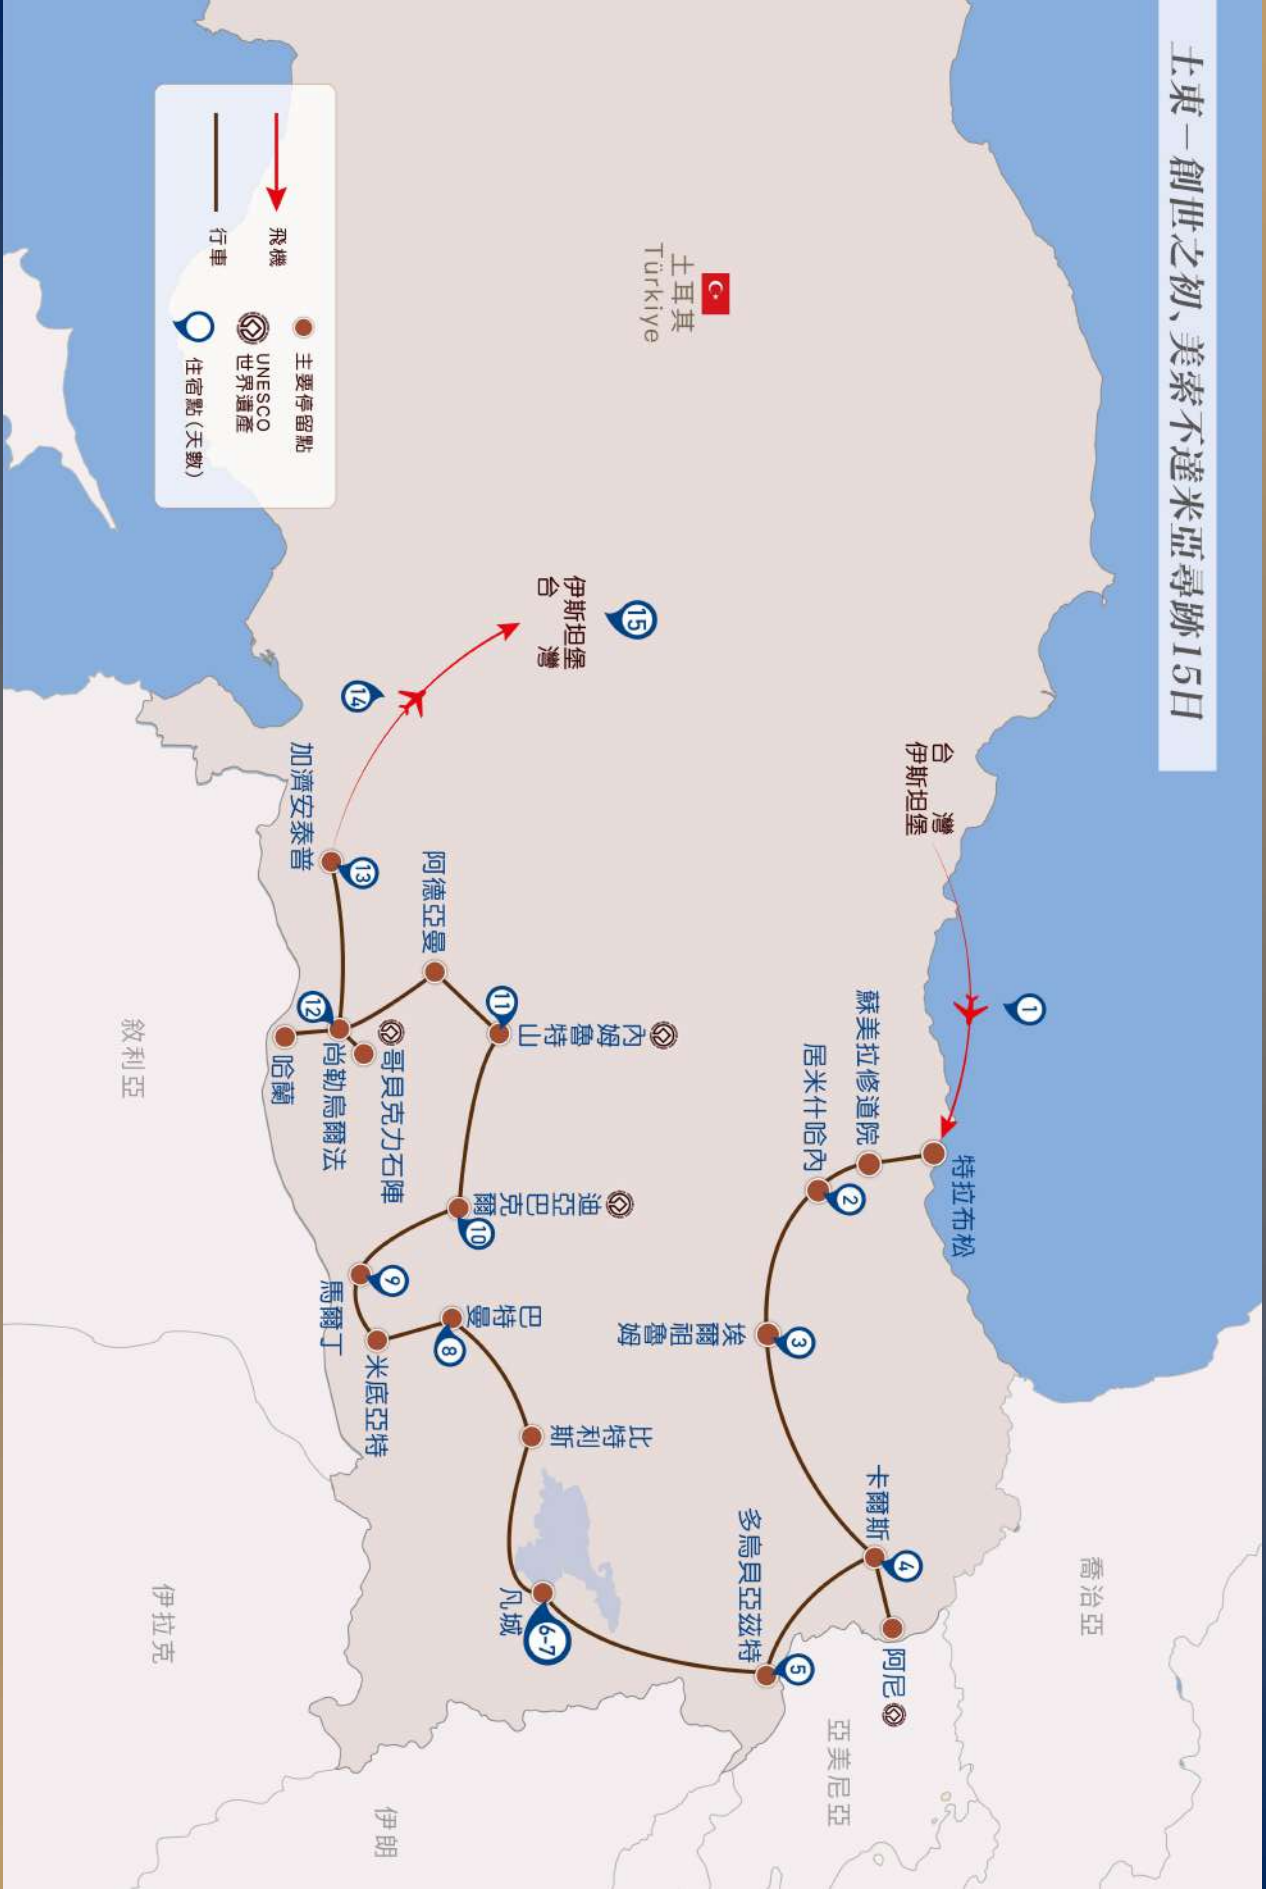 土東－創世之初、美索不達米亞尋跡15日
土耳其
Türkiye
飛機
行車
主要停留點
UNESCO
世界遺產
住宿點(天數)
台灣
伊斯坦堡
1
特拉布松
蘇美拉修道院
居米什哈內
2
埃爾祖魯姆
3
卡爾斯
4
阿尼
多烏貝亞茲特
5
凡城
6-7
比特利斯
巴特曼
8
米底亞特
馬爾丁
9
迪亞巴克爾
10
內姆魯特山
11
阿德亞曼
哥貝克力石陣
尚勒烏爾法
12
哈蘭
加濟安泰普
13
14
15
伊斯坦堡
台灣
喬治亞
亞美尼亞
伊朗
伊拉克
敘利亞